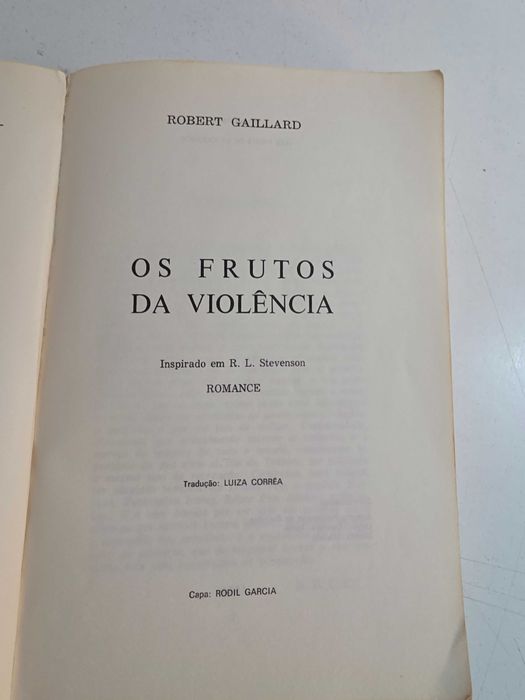 ROBERT GAILLARD
OS FRUTOS
DA VIOLÊNCIA
Inspirado em R. L. Stevenson
ROMANCE
Tradução: LUIZA CORRÊA
Capa: RODIL GARCIA